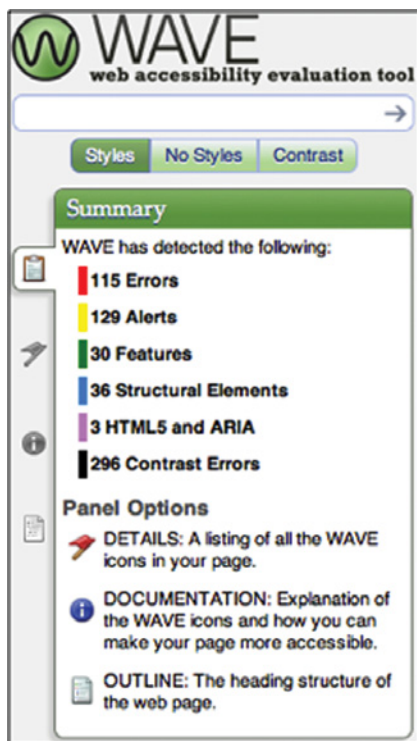 WAVE
web accessibility evaluation tool
Styles No Styles Contrast
Summary
WAVE has detected the following:
115 Errors
129 Alerts
30 Features
36 Structural Elements
3 HTML5 and ARIA
296 Contrast Errors
Panel Options
DETAILS: A listing of all the WAVE
icons in your page.
DOCUMENTATION: Explanation of
the WAVE icons and how you can
make your page more accessible.
OUTLINE: The heading structure of
the web page.